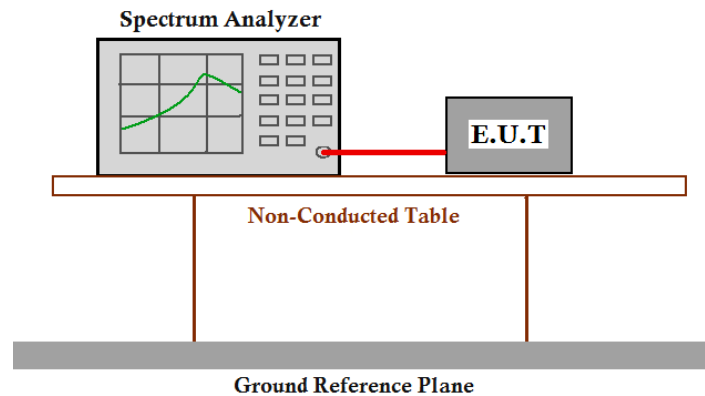 Spectrum Analyzer
E.U.T
Non-Conducted Table
Ground Reference Plane